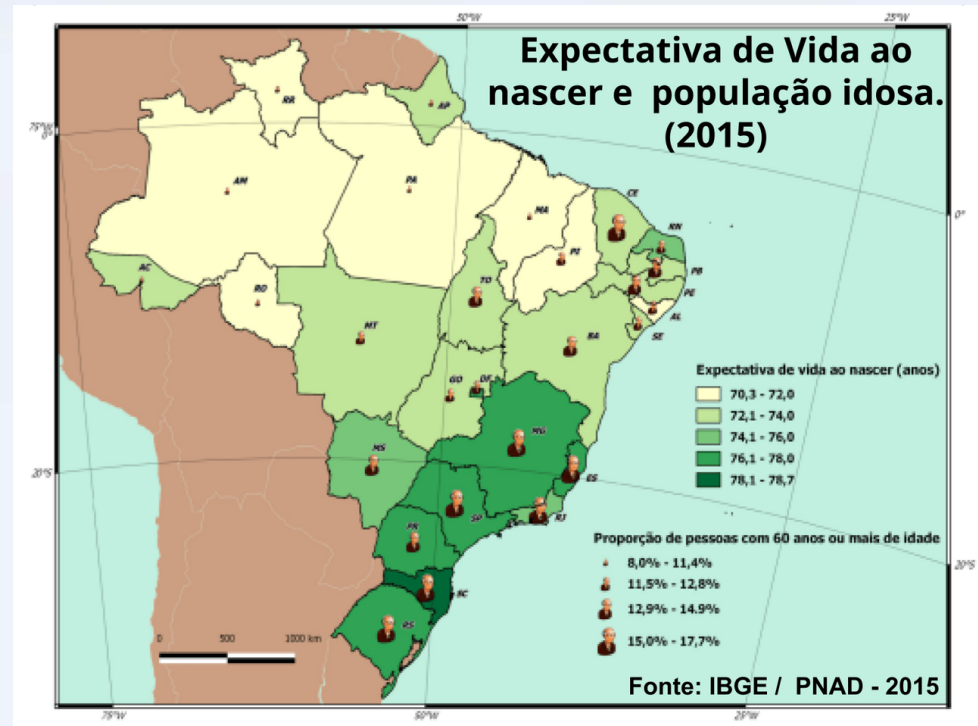 50°W
25°W
Expectativa de Vida ao
nascer e população idosa.
(2015)
75°W
0°
RR
AP
AM
PA
MA
CE
RN
PI
PB
PE
AC
TO
AL
RO
SE
MT
BA
GO
DF
MG
MS
ES
SP
RJ
PR
SC
RS
0°
Expectativa de vida ao nascer (anos)
70,3 - 72,0
72,1 - 74,0
74,1 - 76,0
76,1 - 78,0
78,1 - 78,7
20°S
Proporção de pessoas com 60 anos ou mais de idade
8,0% - 11,4%
11,5% - 12,8%
12,9% - 14.9%
15,0% - 17,7%
20°S
0 500 1000 km
Fonte: IBGE / PNAD - 2015
75°W
50°W
25°W